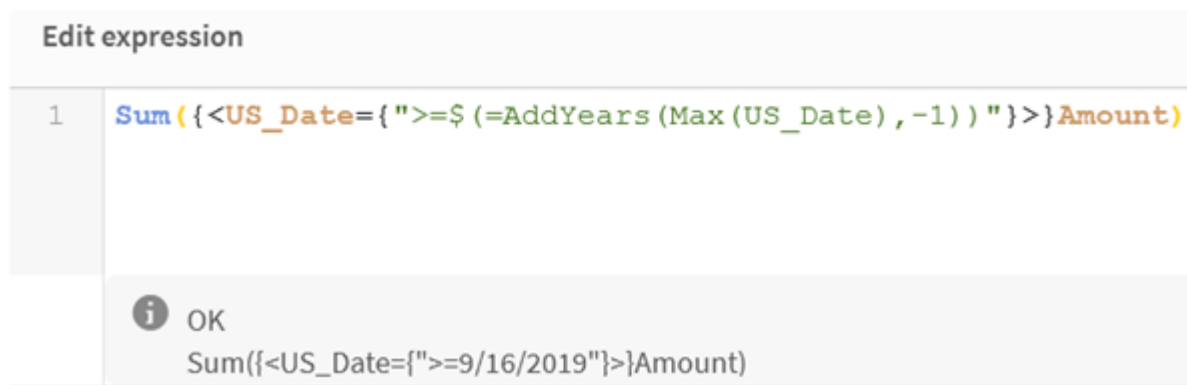 Edit expression
1 Sum({<US_Date={">=$(=AddYears(Max(US_Date),-1))"}>}Amount)
OK
Sum({<US_Date={">=9/16/2019"}>}Amount)